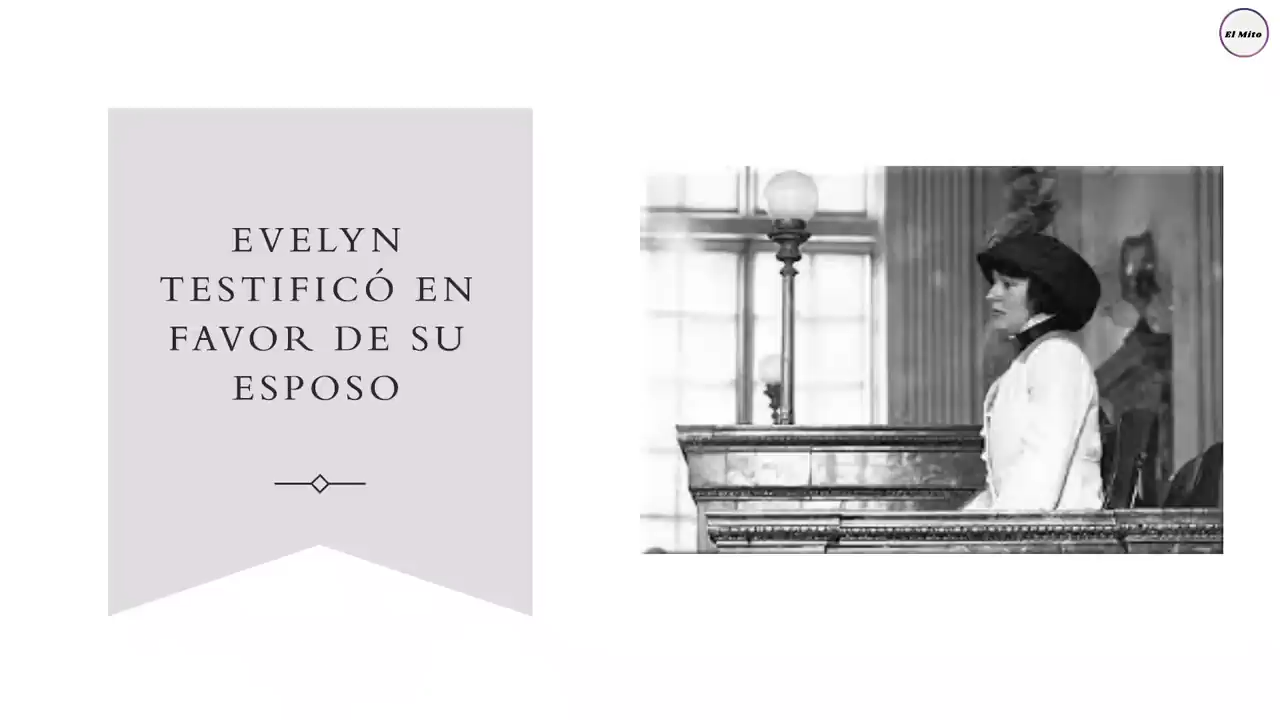 El Mito
EVELYN
TESTIFICÓ EN
FAVOR DE SU
ESPOSO